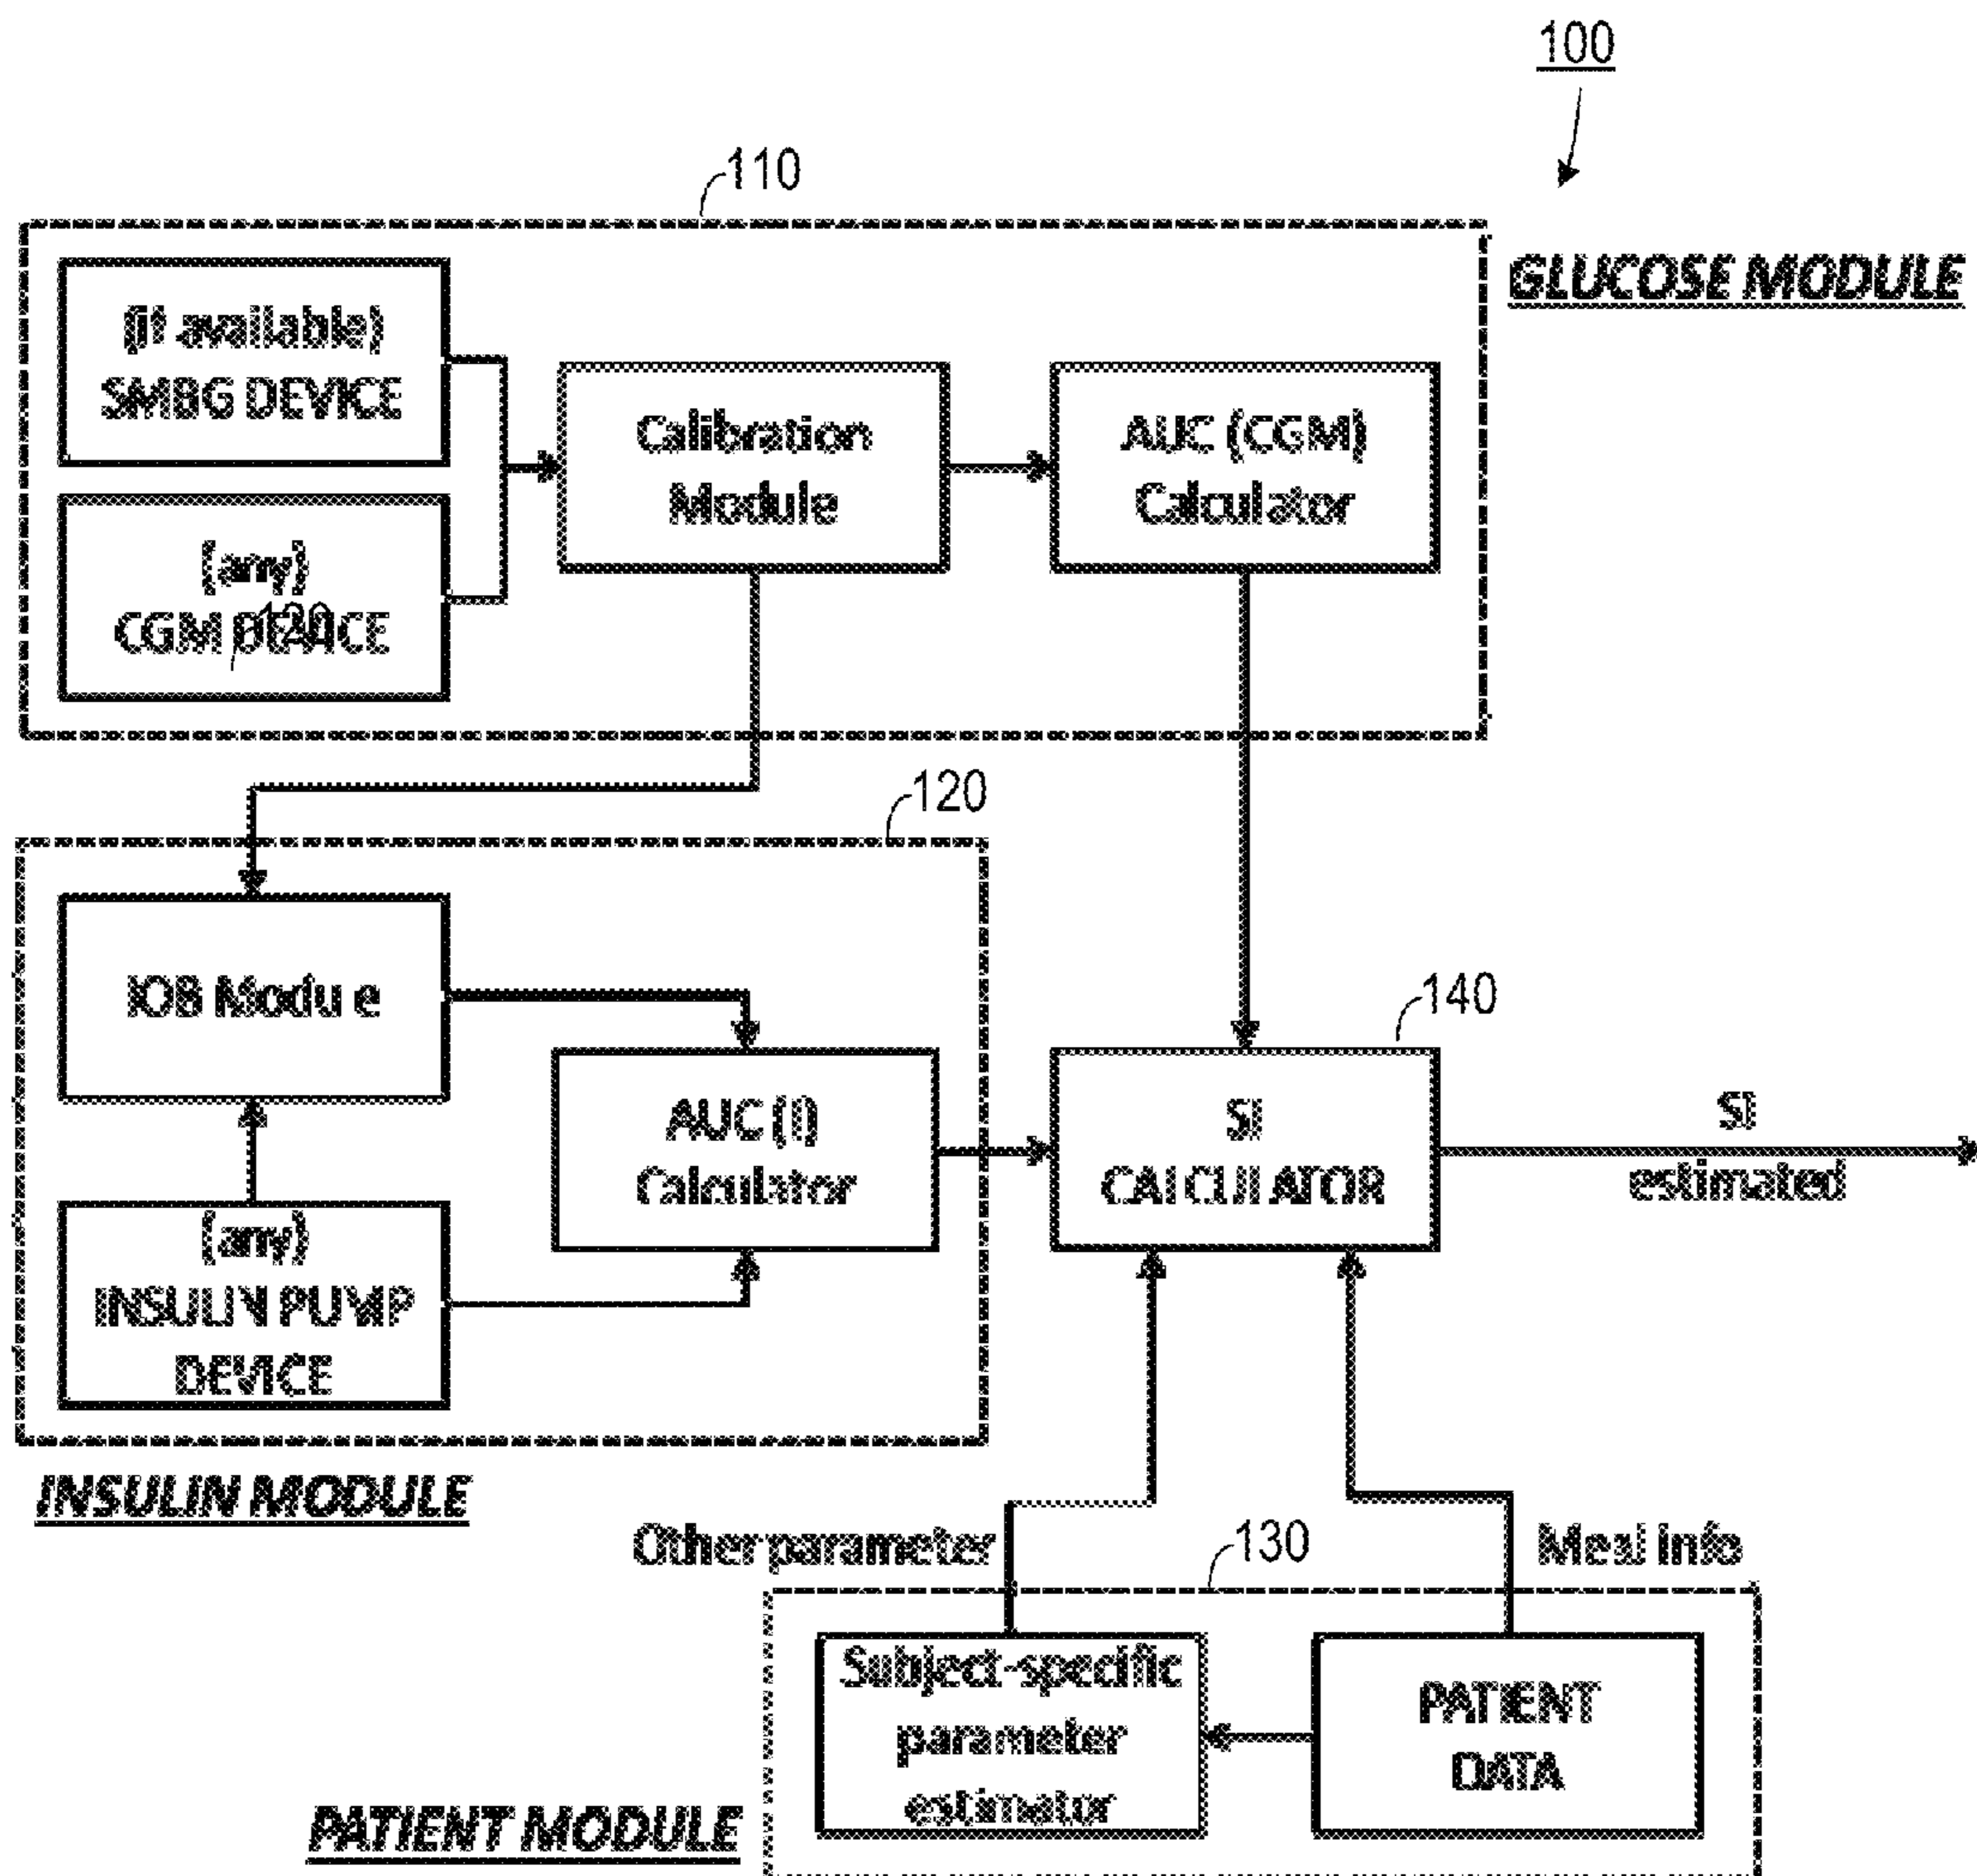 100
110
GLUCOSE MODULE
(if available)
SMBG DEVICE
Calibration
Module
AUC (CGM)
Calculator
(any)
CGM DEVICE
120
120
IOB Modu e
140
AUC (I)
Calculator
SI
CALCULATOR
SI
estimated
(any)
INSULIN PUMP
DEVICE
INSULIN MODULE
Other parameter
130
Meal info
Subject-specific
parameter
estimator
PATIENT
DATA
PATIENT MODULE